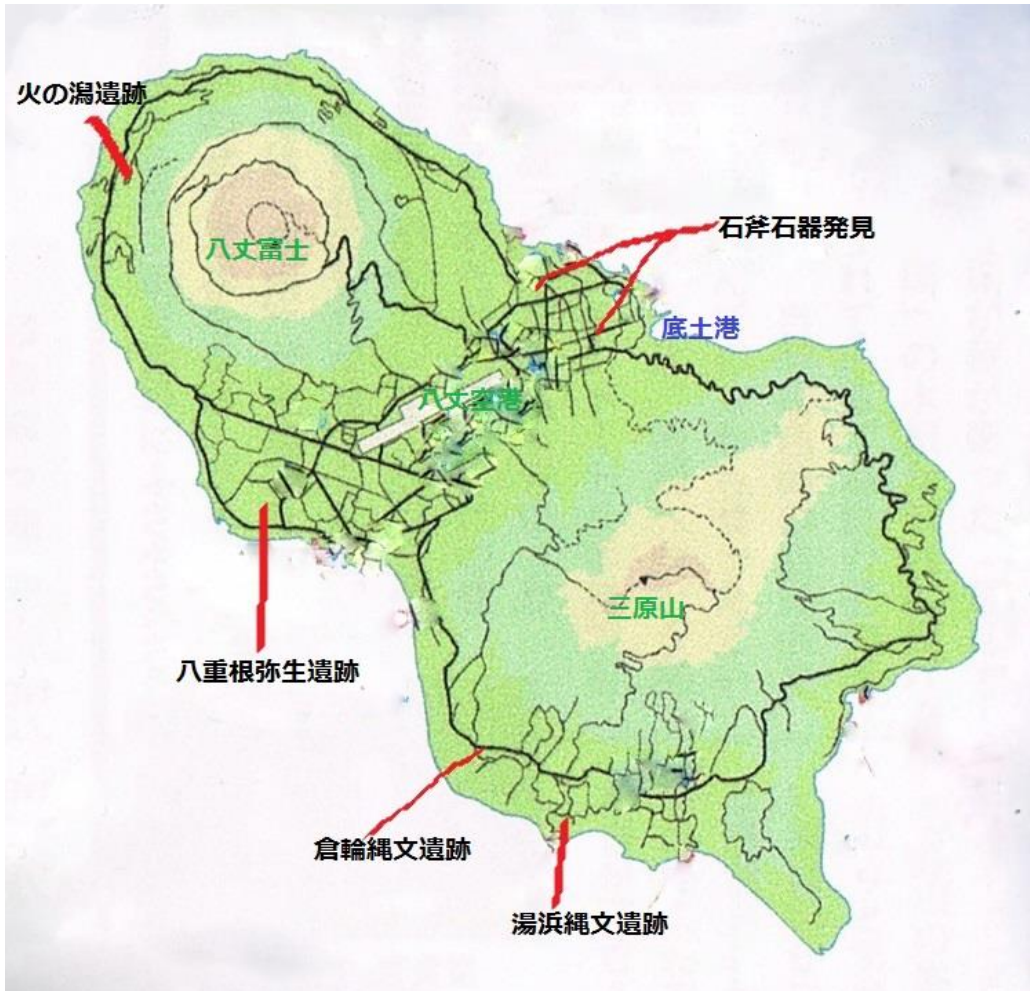 火の潟遺跡
石斧石器発見
八丈富士
底土港
八丈空港
三原山
八重根弥生遺跡
倉輪縄文遺跡
湯浜縄文遺跡